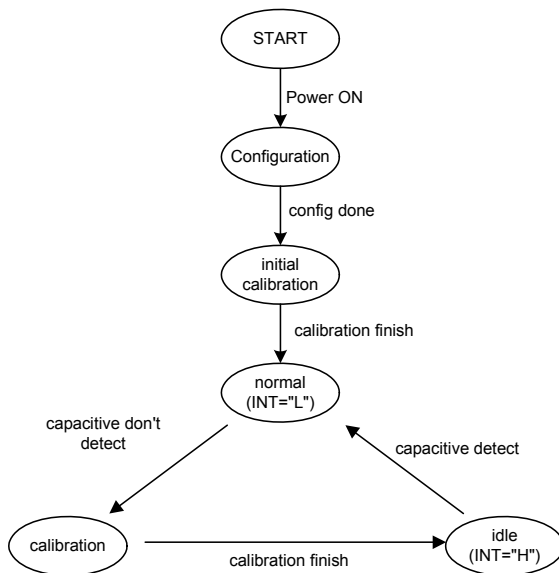 START
Power ON
Configuration
config done
initial
calibration
calibration finish
normal
(INT="L")
capacitive don't
detect
capacitive detect
calibration
calibration finish
idle
(INT="H")